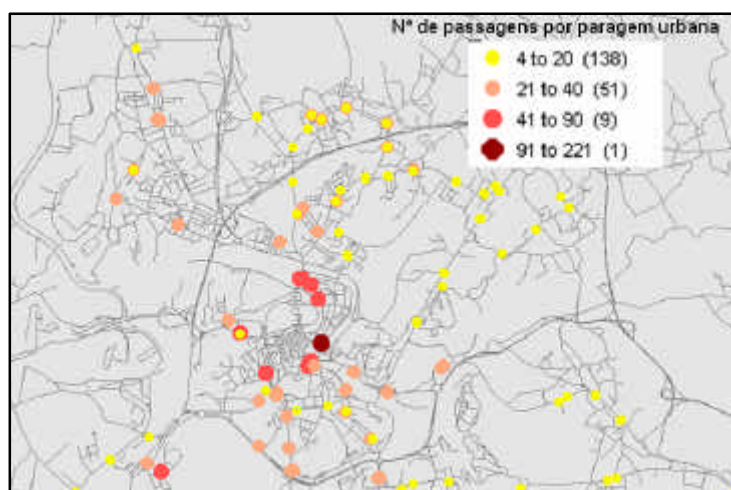 Nº de passagens por paragem urbana
4 to 20 (138)
21 to 40 (51)
41 to 90 (9)
91 to 221 (1)